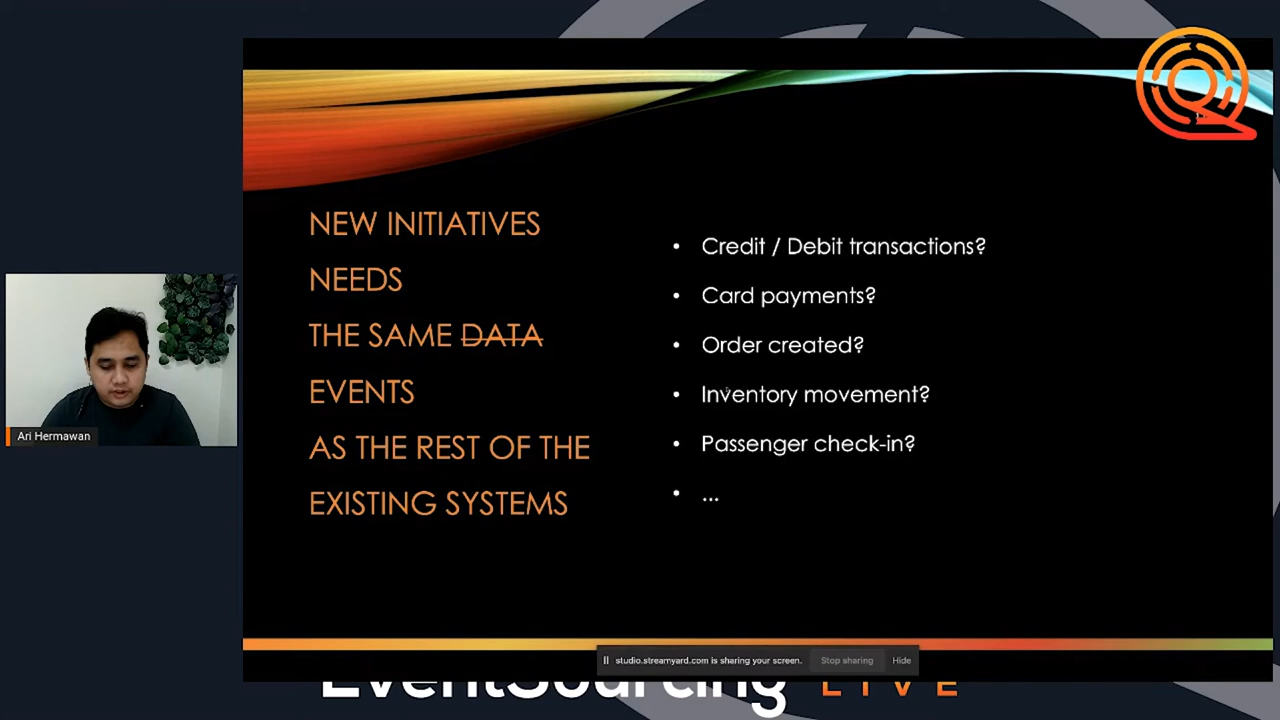 NEW INITIATIVES
NEEDS
THE SAME DATA
EVENTS
AS THE REST OF THE
EXISTING SYSTEMS
• Credit / Debit transactions?
• Card payments?
• Order created?
• Inventory movement?
• Passenger check-in?
• ...
Ari Hermawan
studio.streamyard.com is sharing your screen.
Stop sharing
Hide
EventSourcing LIVE